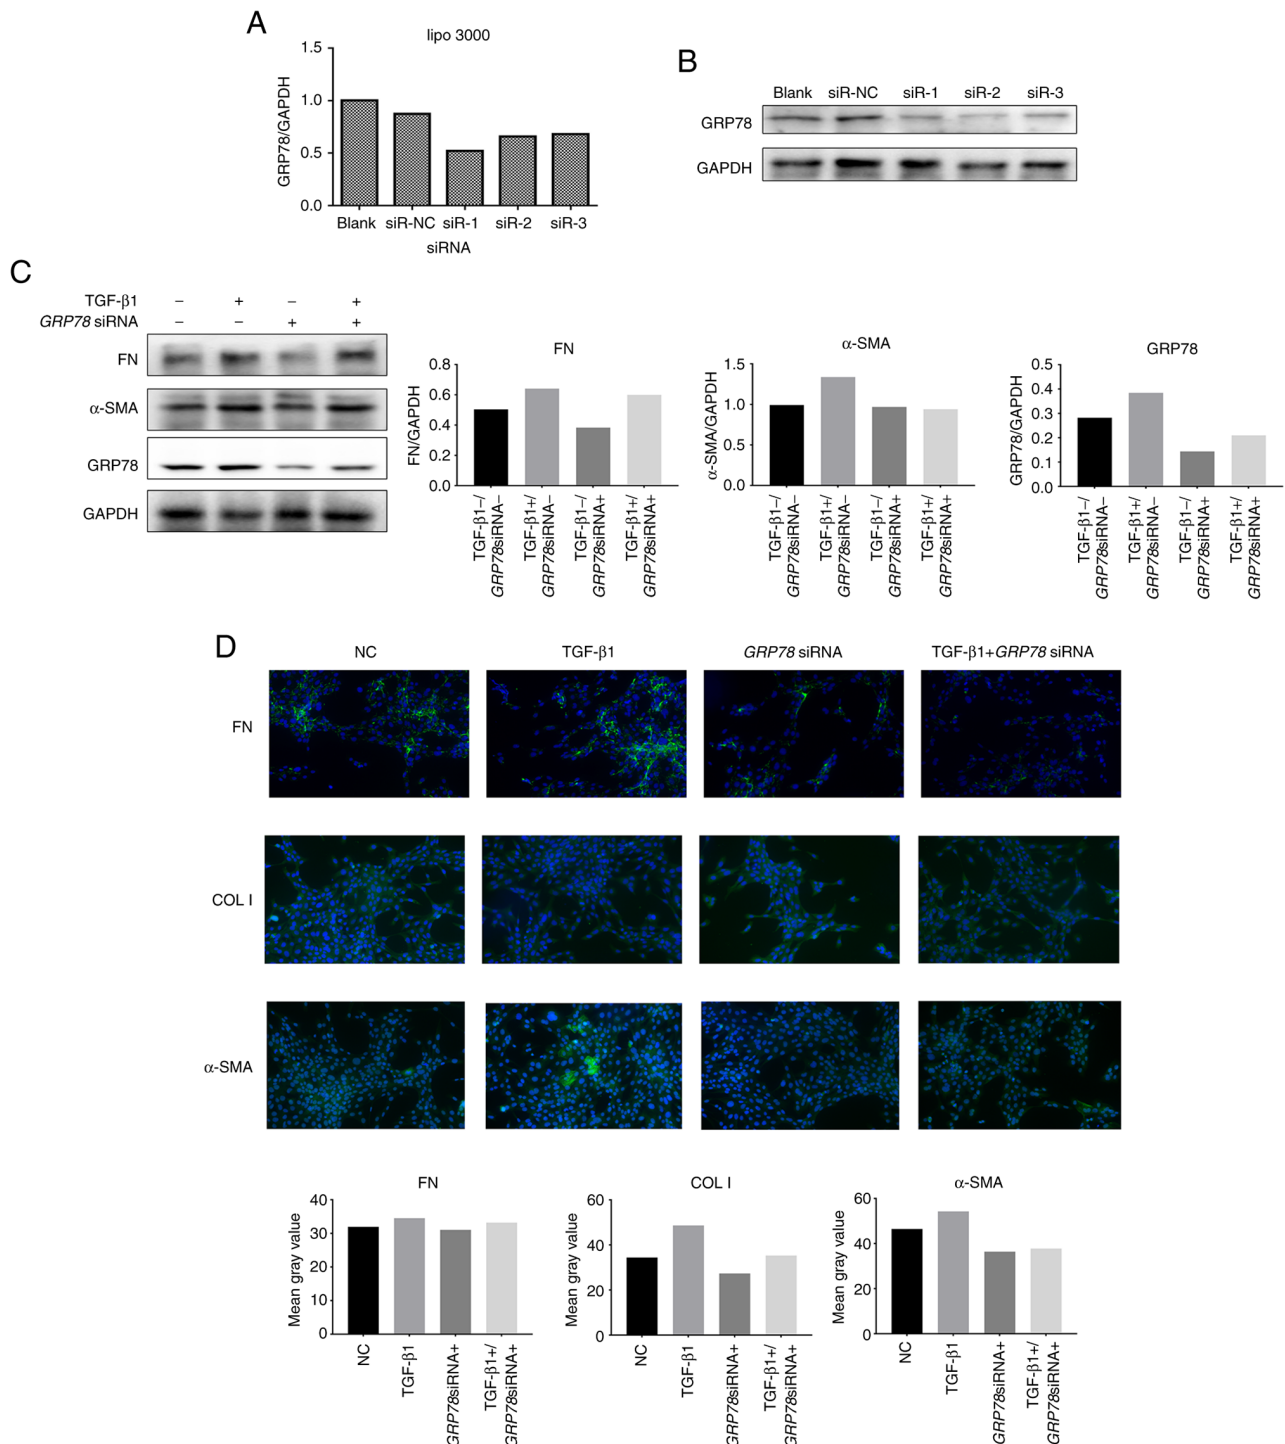 A
lipo 3000
GRP78/GAPDH
1.5
1.0
0.5
0.0
Blank siR-NC siR-1 siR-2 siR-3
siRNA
B
Blank siR-NC siR-1 siR-2 siR-3
GRP78
GAPDH
C
TGF-β1 – + – +
GRP78 siRNA – – + +
FN
α-SMA
GRP78
GAPDH
FN
FN/GAPDH
0.8
0.6
0.4
0.2
0.0
TGF-β1–/
GRP78siRNA–
TGF-β1+/
GRP78siRNA–
TGF-β1–/
GRP78siRNA+
TGF-β1+/
GRP78siRNA+
α-SMA
α-SMA/GAPDH
1.5
1.0
0.5
0.0
TGF-β1–/
GRP78siRNA–
TGF-β1+/
GRP78siRNA–
TGF-β1–/
GRP78siRNA+
TGF-β1+/
GRP78siRNA+
GRP78
GRP78/GAPDH
0.5
0.4
0.3
0.2
0.1
0.0
TGF-β1–/
GRP78siRNA–
TGF-β1+/
GRP78siRNA–
TGF-β1–/
GRP78siRNA+
TGF-β1+/
GRP78siRNA+
D
NC TGF-β1 GRP78 siRNA TGF-β1+GRP78 siRNA
FN
COL I
α-SMA
FN
Mean gray value
40
30
20
10
0
NC
TGF-β1
GRP78siRNA+
TGF-β1+/
GRP78siRNA+
COL I
Mean gray value
60
40
20
0
NC
TGF-β1
GRP78siRNA+
TGF-β1+/
GRP78siRNA+
α-SMA
Mean gray value
60
40
20
0
NC
TGF-β1
GRP78siRNA+
TGF-β1+/
GRP78siRNA+